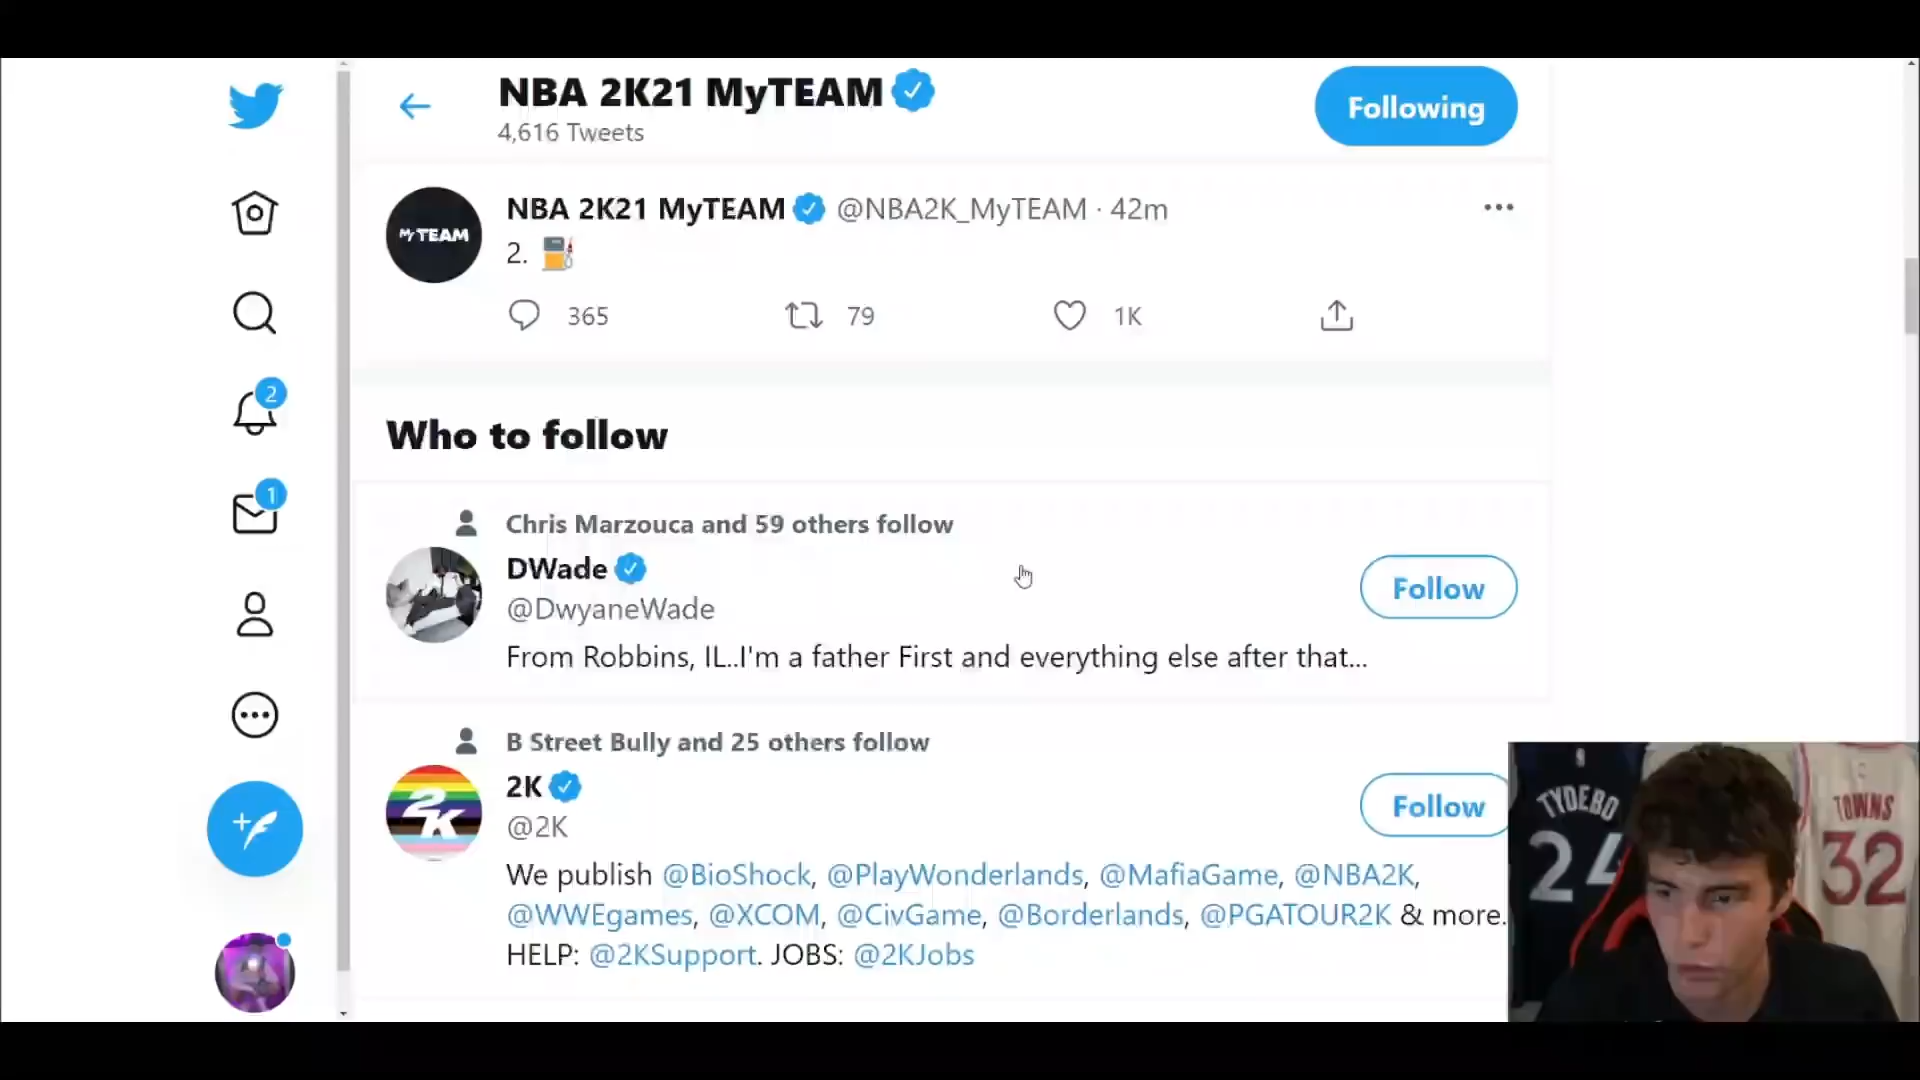 NBA 2K21 MyTEAM
4,616 Tweets
Following
MyTEAM
NBA 2K21 MyTEAM @NBA2K_MyTEAM · 42m
2.
365 79 1K
2
Who to follow
1
Chris Marzouca and 59 others follow
DWade
@DwyaneWade
Follow
From Robbins, IL..I'm a father First and everything else after that...
B Street Bully and 25 others follow
2K
2K
@2K
Follow
We publish @BioShock, @PlayWonderlands, @MafiaGame, @NBA2K,
@WWEgames, @XCOM, @CivGame, @Borderlands, @PGATOUR2K & more.
HELP: @2KSupport. JOBS: @2KJobs
TYDEBO
24
TOWNS
32